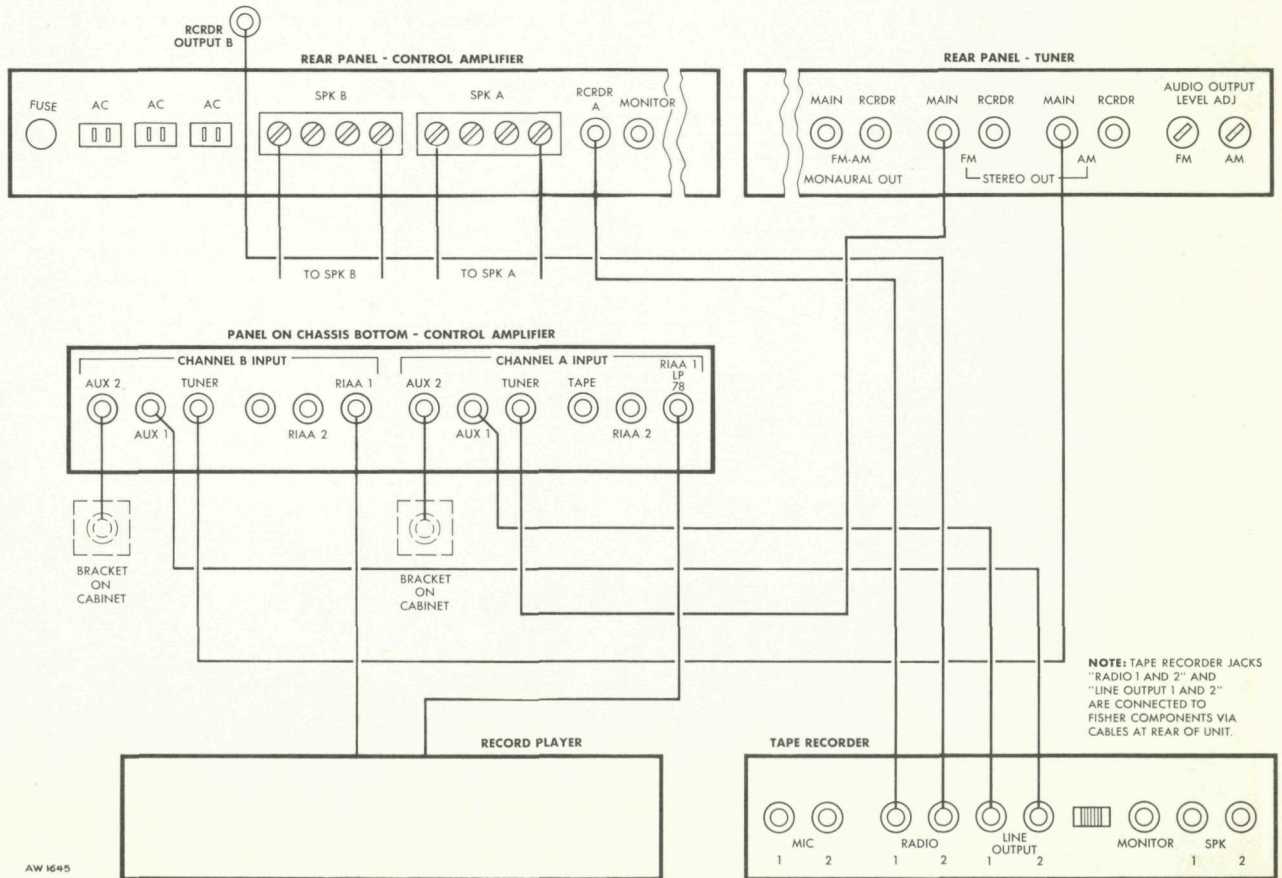 RCRDR
OUTPUT B
REAR PANEL - CONTROL AMPLIFIER
FUSE
AC
AC
AC
SPK B
SPK A
RCRDR
A
MONITOR
TO SPK B
TO SPK A
REAR PANEL - TUNER
MAIN
RCRDR
MAIN
RCRDR
MAIN
RCRDR
AUDIO OUTPUT
LEVEL ADJ
FM-AM
MONAURAL OUT
FM
AM
STEREO OUT
FM
AM
PANEL ON CHASSIS BOTTOM - CONTROL AMPLIFIER
CHANNEL B INPUT
AUX 2
TUNER
RIAA 1
AUX 1
RIAA 2
CHANNEL A INPUT
AUX 2
TUNER
TAPE
RIAA 1
LP
78
AUX 1
RIAA 2
BRACKET
ON
CABINET
BRACKET
ON
CABINET
NOTE: TAPE RECORDER JACKS
"RADIO 1 AND 2" AND
"LINE OUTPUT 1 AND 2"
ARE CONNECTED TO
FISHER COMPONENTS VIA
CABLES AT REAR OF UNIT.
RECORD PLAYER
TAPE RECORDER
MIC
1
2
RADIO
1
2
LINE
OUTPUT
1
2
MONITOR
SPK
1
2
AW 1645